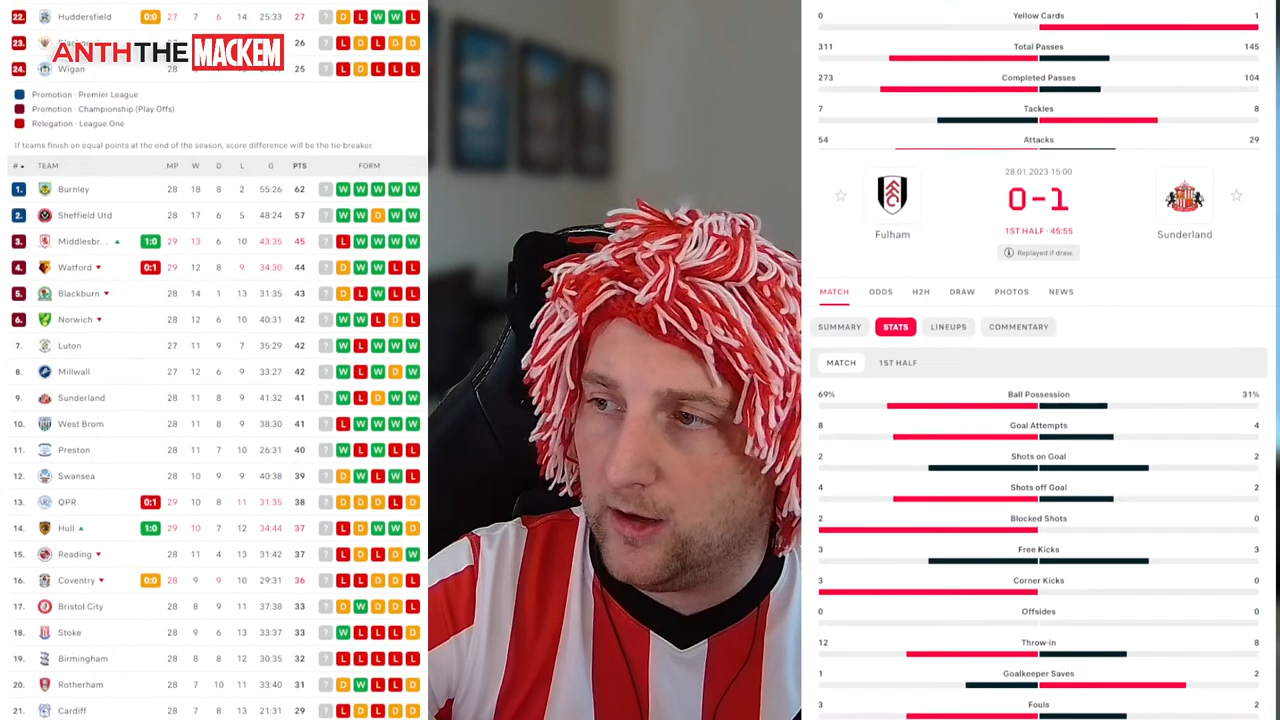 22. Huddersfield 0:0 27 7 6 14 25:33 27 ? D L W W L
23. 26 ? L D L D D
ANTHTHEMACKEM
24. Wigan 28 25 ? L D L L L
Promotion - Premier League
Promotion - Championship (Play Offs)
Relegation - League One
If teams finish on equal points at the end of the season, score difference will be the tie-breaker.
# TEAM MP W D L G PTS FORM
1. Burnley 28 18 8 2 55:26 62 ? W W W W W
2. Sheffield Utd 28 17 6 5 48:24 57 ? W W D W W
3. Middlesbr... 1:0 29 13 6 10 43:35 45 ? L W W W W
4. Watford 0:1 29 12 8 9 34:30 44 ? D W W L L
5. Blackburn 28 14 1 13 31:35 43 ? D L W L L
6. Norwich 28 12 6 10 40:31 42 ? W W L D L
7. Luton 27 11 9 7 35:29 42 ? W L W W W
8. Millwall 27 12 6 9 33:27 42 ? W L W D W
9. Sunderland 28 11 8 9 41:32 41 ? W L D W W
10. West Brom 28 11 8 9 38:30 41 ? L W W W L
11. Preston 28 11 7 10 26:31 40 ? W L W L L
12. Swansea 28 10 9 9 40:38 39 ? D W L W L
13. QPR 0:1 29 10 8 11 31:35 38 ? D D D L D
14. Hull 1:0 29 10 7 12 34:44 37 ? L D W W D
15. Reading 28 11 4 13 31:42 37 ? L D L D W
16. Coventry 0:0 28 9 9 10 29:31 36 ? L L D D L
17. Bristol City 28 8 9 11 37:38 33 ? D W D D L
18. Stoke 28 9 6 13 33:37 33 ? W L L L D
19. Birmingham 28 8 8 12 30:35 32 ? L L L L L
20. Rotherham 28 7 10 11 33:40 31 ? D W L L D
21. Cardiff 28 7 8 13 21:31 29 ? L D L D D
0 Yellow Cards 1
311 Total Passes 145
273 Completed Passes 104
7 Tackles 8
54 Attacks 29
28.01.2023 15:00
0-1
Fulham Sunderland
1ST HALF - 45:55
Replayed if draw.
MATCH ODDS H2H DRAW PHOTOS NEWS
SUMMARY STATS LINEUPS COMMENTARY
MATCH 1ST HALF
69% Ball Possession 31%
8 Goal Attempts 4
2 Shots on Goal 2
4 Shots off Goal 2
2 Blocked Shots 0
3 Free Kicks 3
3 Corner Kicks 0
0 Offsides 0
12 Throw-in 8
1 Goalkeeper Saves 2
3 Fouls 2